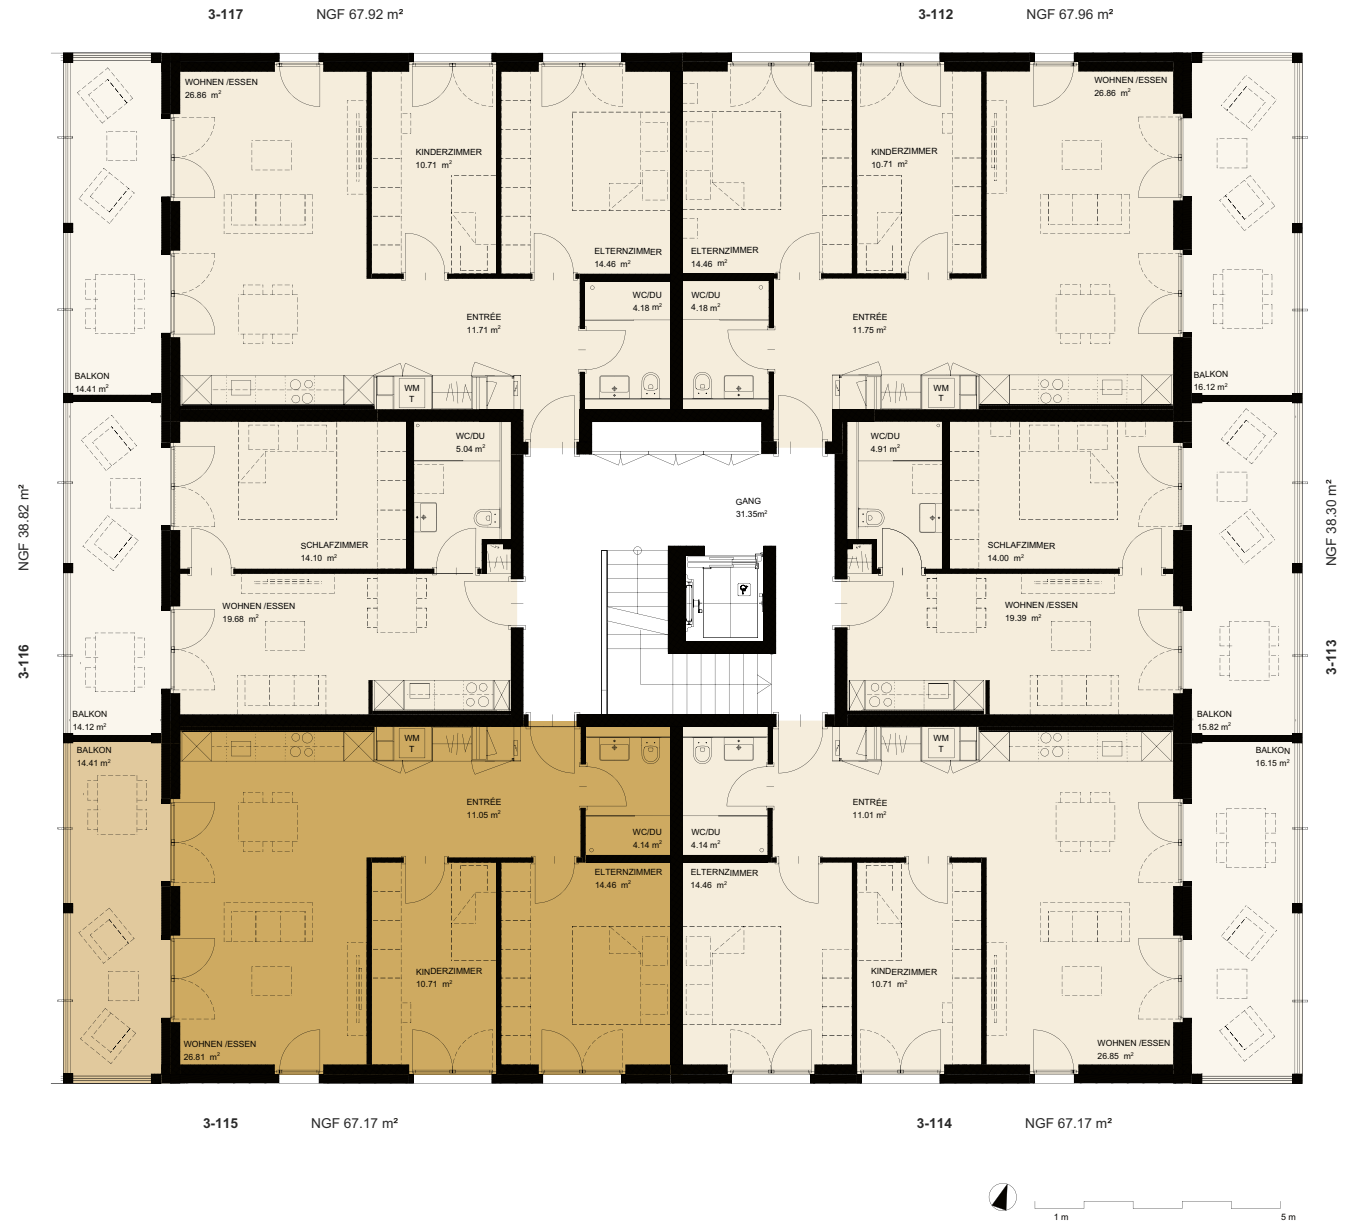 3-117 NGF 67.92 m²
3-112 NGF 67.96 m²
WOHNEN /ESSEN
26.86 m²
KINDERZIMMER
10.71 m²
ELTERNZIMMER
14.46 m²
ELTERNZIMMER
14.46 m²
KINDERZIMMER
10.71 m²
WOHNEN /ESSEN
26.86 m²
WC/DU
4.18 m²
WC/DU
4.18 m²
ENTRÉE
11.71 m²
ENTRÉE
11.75 m²
BALKON
14.41 m²
WM
T
WM
T
BALKON
16.12 m²
WC/DU
5.04 m²
WC/DU
4.91 m²
GANG
31.35m²
SCHLAFZIMMER
14.10 m²
SCHLAFZIMMER
14.00 m²
WOHNEN /ESSEN
19.68 m²
WOHNEN /ESSEN
19.39 m²
3-116 NGF 38.82 m²
3-113 NGF 38.30 m²
BALKON
14.12 m²
BALKON
15.82 m²
BALKON
14.41 m²
WM
T
WM
T
BALKON
16.15 m²
ENTRÉE
11.05 m²
ENTRÉE
11.01 m²
WC/DU
4.14 m²
WC/DU
4.14 m²
ELTERNZIMMER
14.46 m²
ELTERNZIMMER
14.46 m²
KINDERZIMMER
10.71 m²
KINDERZIMMER
10.71 m²
WOHNEN /ESSEN
26.81 m²
WOHNEN /ESSEN
26.85 m²
3-115 NGF 67.17 m²
3-114 NGF 67.17 m²
1 m 5 m